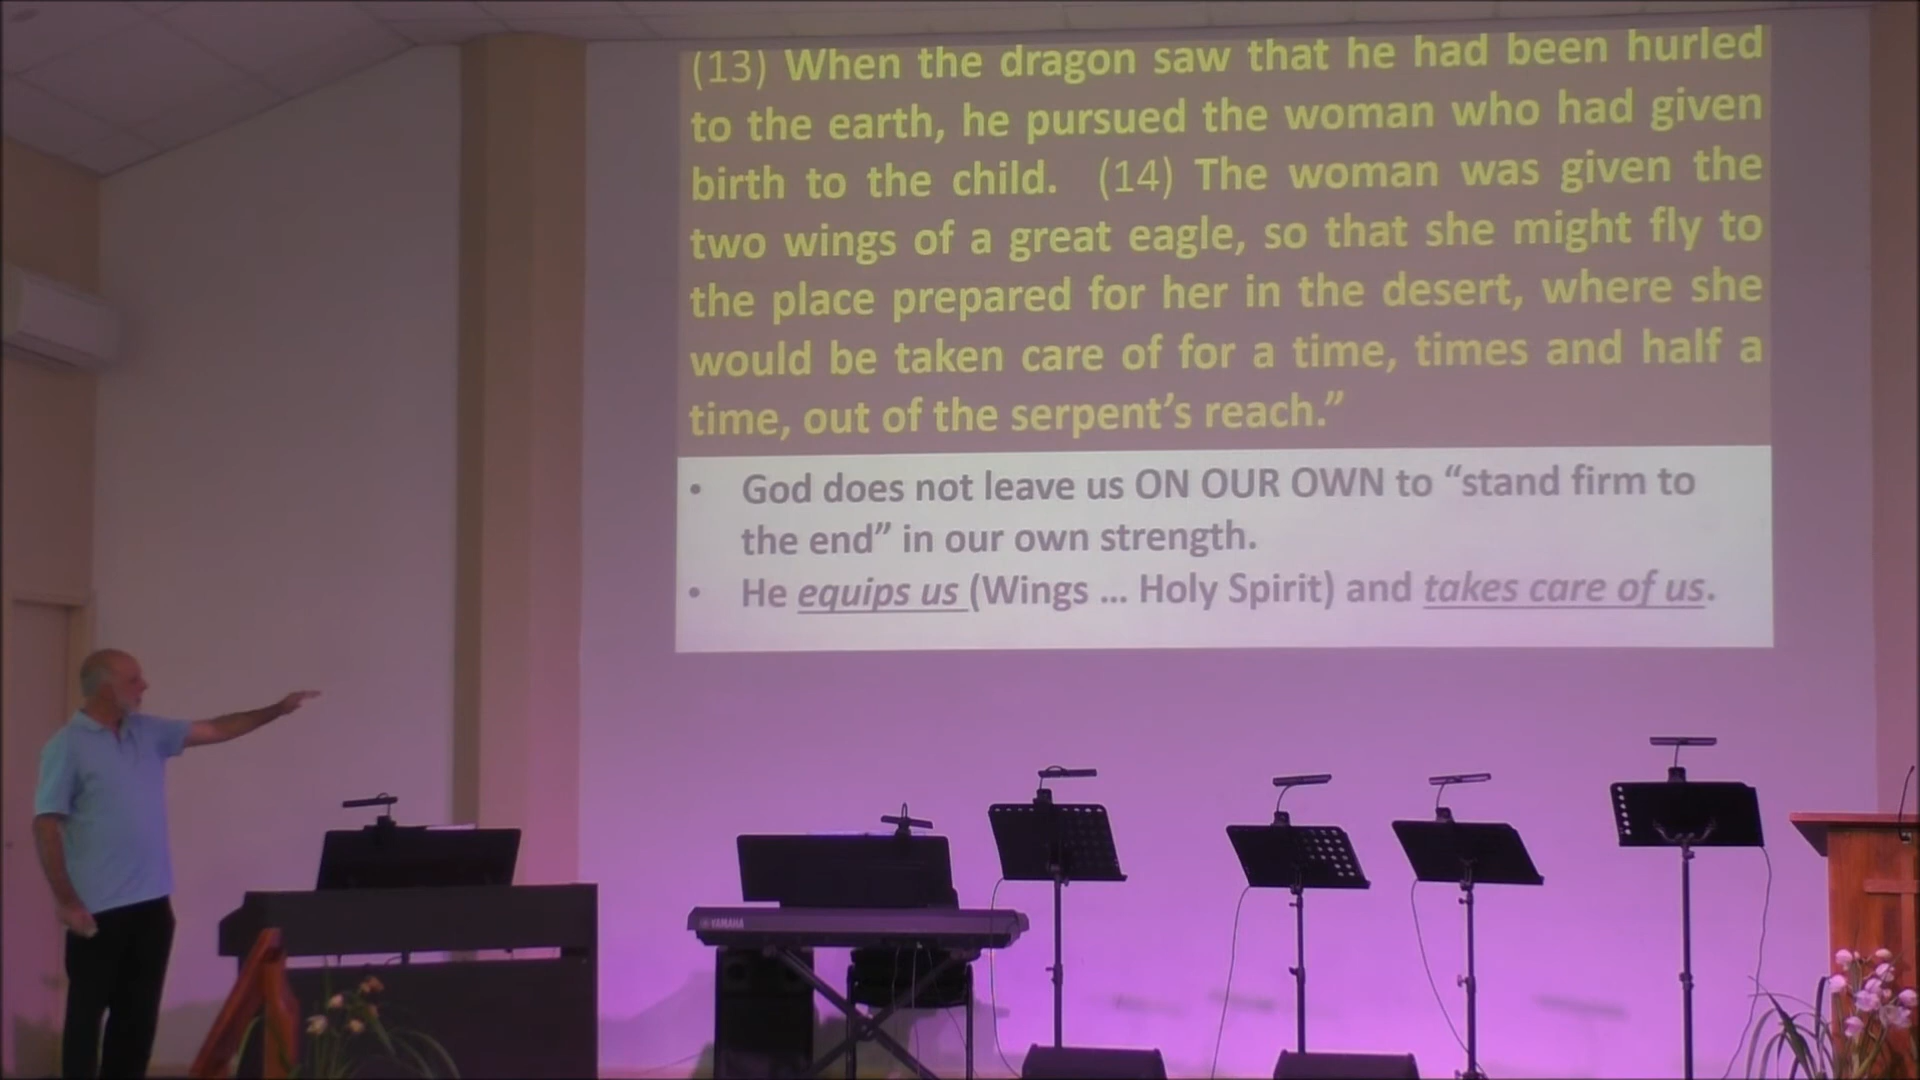 (13) When the dragon saw that he had been hurled
to the earth, he pursued the woman who had given
birth to the child. (14) The woman was given the
two wings of a great eagle, so that she might fly to
the place prepared for her in the desert, where she
would be taken care of for a time, times and half a
time, out of the serpent’s reach.”
• God does not leave us ON OUR OWN to “stand firm to
the end” in our own strength.
• He equips us (Wings ... Holy Spirit) and takes care of us.
YAMAHA